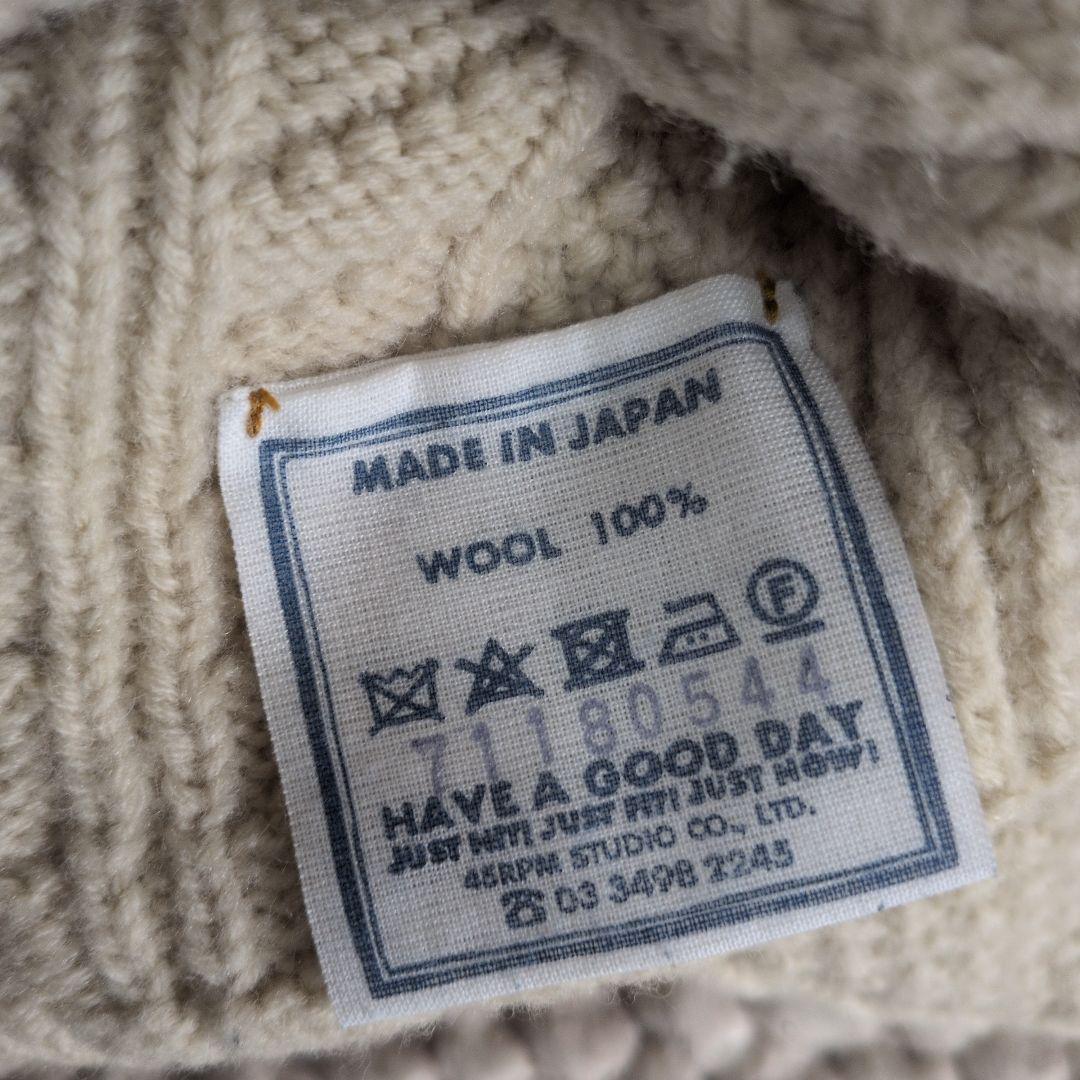 MADE IN JAPAN
WOOL 100%
F
71180544
HAVE A GOOD DAY
JUST HIT! JUST FIT! JUST NOW!
45RPM STUDIO CO., LTD.
☎ 03 3498 2245